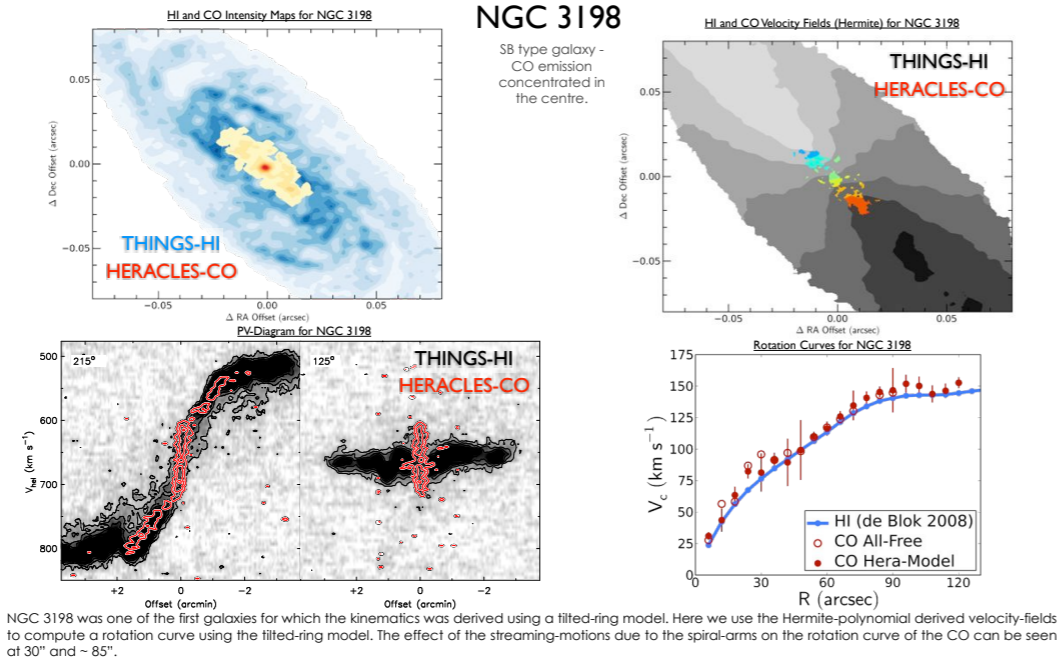 NGC 3198
SB type galaxy -
CO emission
concentrated in
the centre.
HI and CO Intensity Maps for NGC 3198
0.05
0.00
−0.05
Δ Dec Offset (arcsec)
THINGS-HI
HERACLES-CO
−0.05
0.00
0.05
Δ RA Offset (arcsec)
HI and CO Velocity Fields (Hermite) for NGC 3198
THINGS-HI
HERACLES-CO
0.05
0.00
−0.05
Δ Dec Offset (arcsec)
−0.05
0.00
0.05
Δ RA Offset (arcsec)
PV-Diagram for NGC 3198
500
600
700
800
Vhel (km s⁻¹)
215°
125°
THINGS-HI
HERACLES-CO
+2
0
−2
+2
0
−2
Offset (arcmin)
Offset (arcmin)
Rotation Curves for NGC 3198
175
150
125
100
75
50
25
0
Vc (km s⁻¹)
HI (de Blok 2008)
CO All-Free
CO Hera-Model
0
30
60
90
120
R (arcsec)
NGC 3198 was one of the first galaxies for which the kinematics was derived using a tilted-ring model. Here we use the Hermite-polynomial derived velocity-fields
to compute a rotation curve using the tilted-ring model. The effect of the streaming-motions due to the spiral-arms on the rotation curve of the CO can be seen
at 30” and ~ 85”.